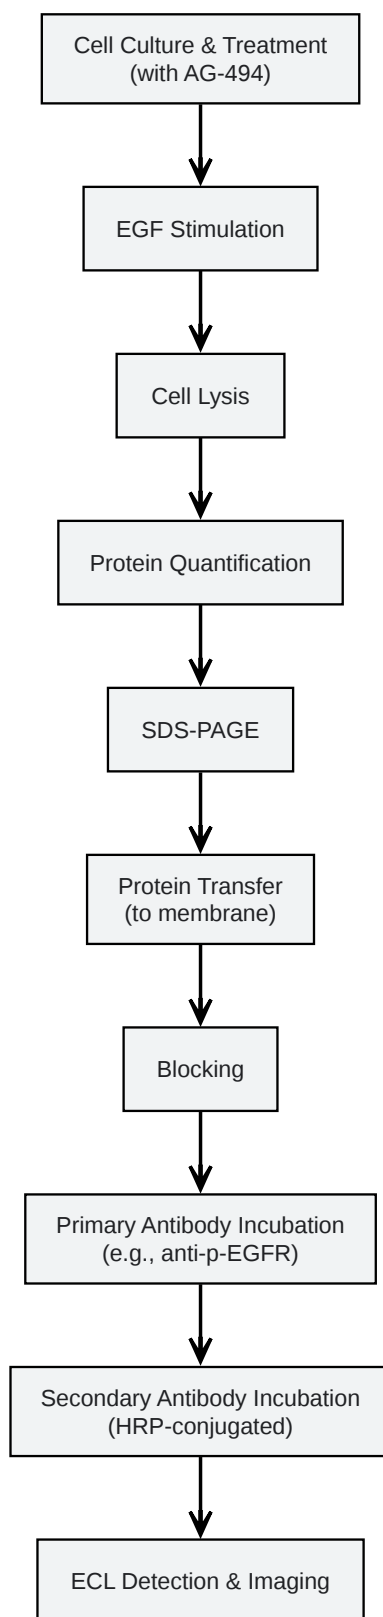 Cell Culture & Treatment
(with AG-494)
EGF Stimulation
Cell Lysis
Protein Quantification
SDS-PAGE
Protein Transfer
(to membrane)
Blocking
Primary Antibody Incubation
(e.g., anti-p-EGFR)
Secondary Antibody Incubation
(HRP-conjugated)
ECL Detection & Imaging